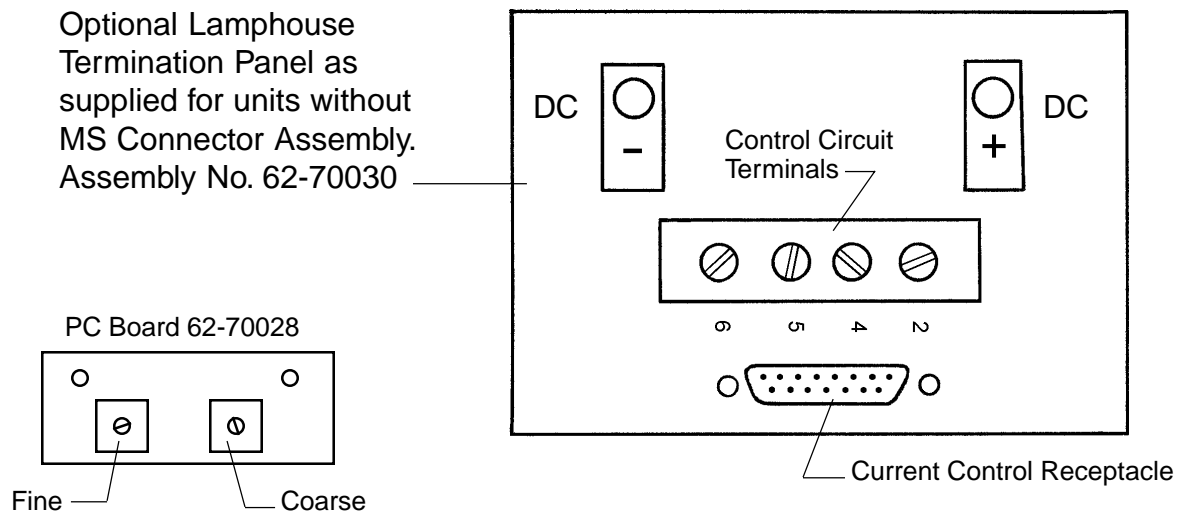 Optional Lamphouse
Termination Panel as
supplied for units without
MS Connector Assembly.
Assembly No. 62-70030
DC
-
DC
+
Control Circuit
Terminals
6 5 4 2
PC Board 62-70028
Fine
Coarse
Current Control Receptacle